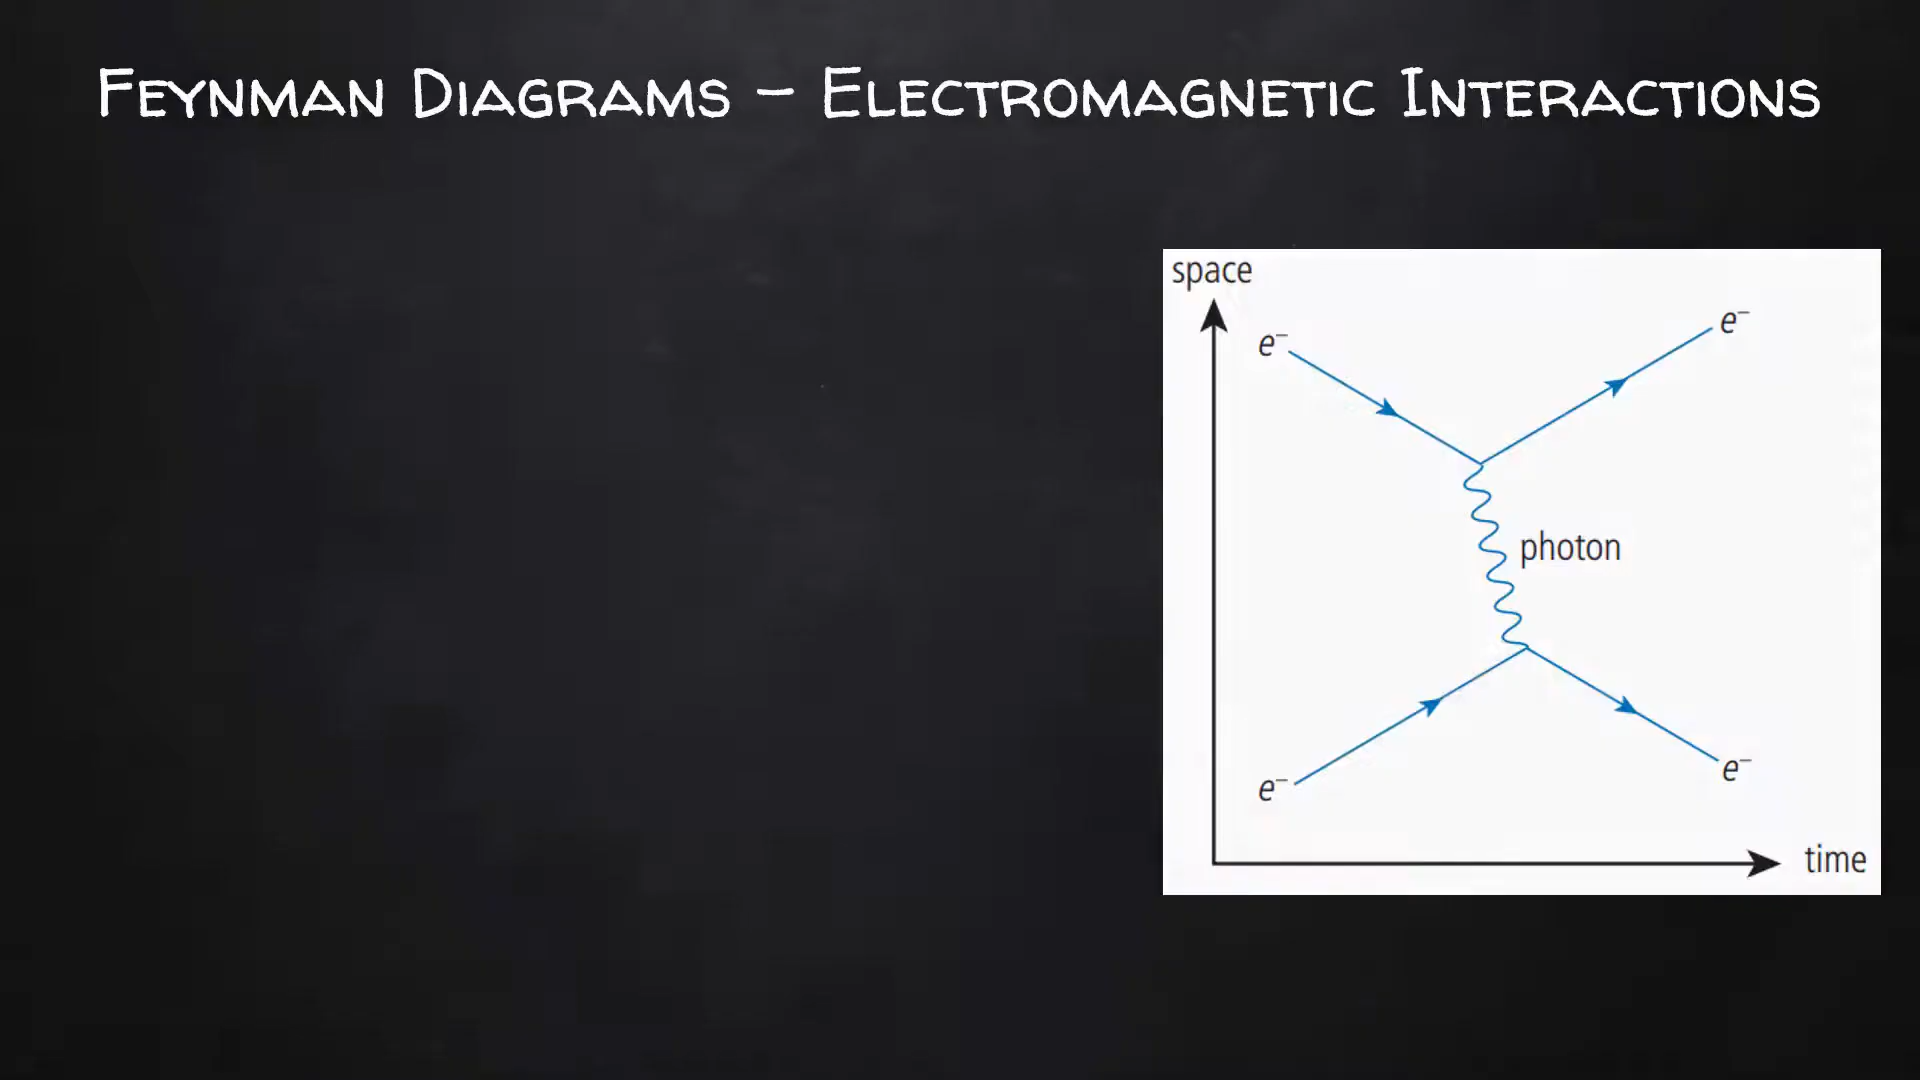 Feynman Diagrams – Electromagnetic Interactions
space
e⁻
e⁻
photon
e⁻
e⁻
time